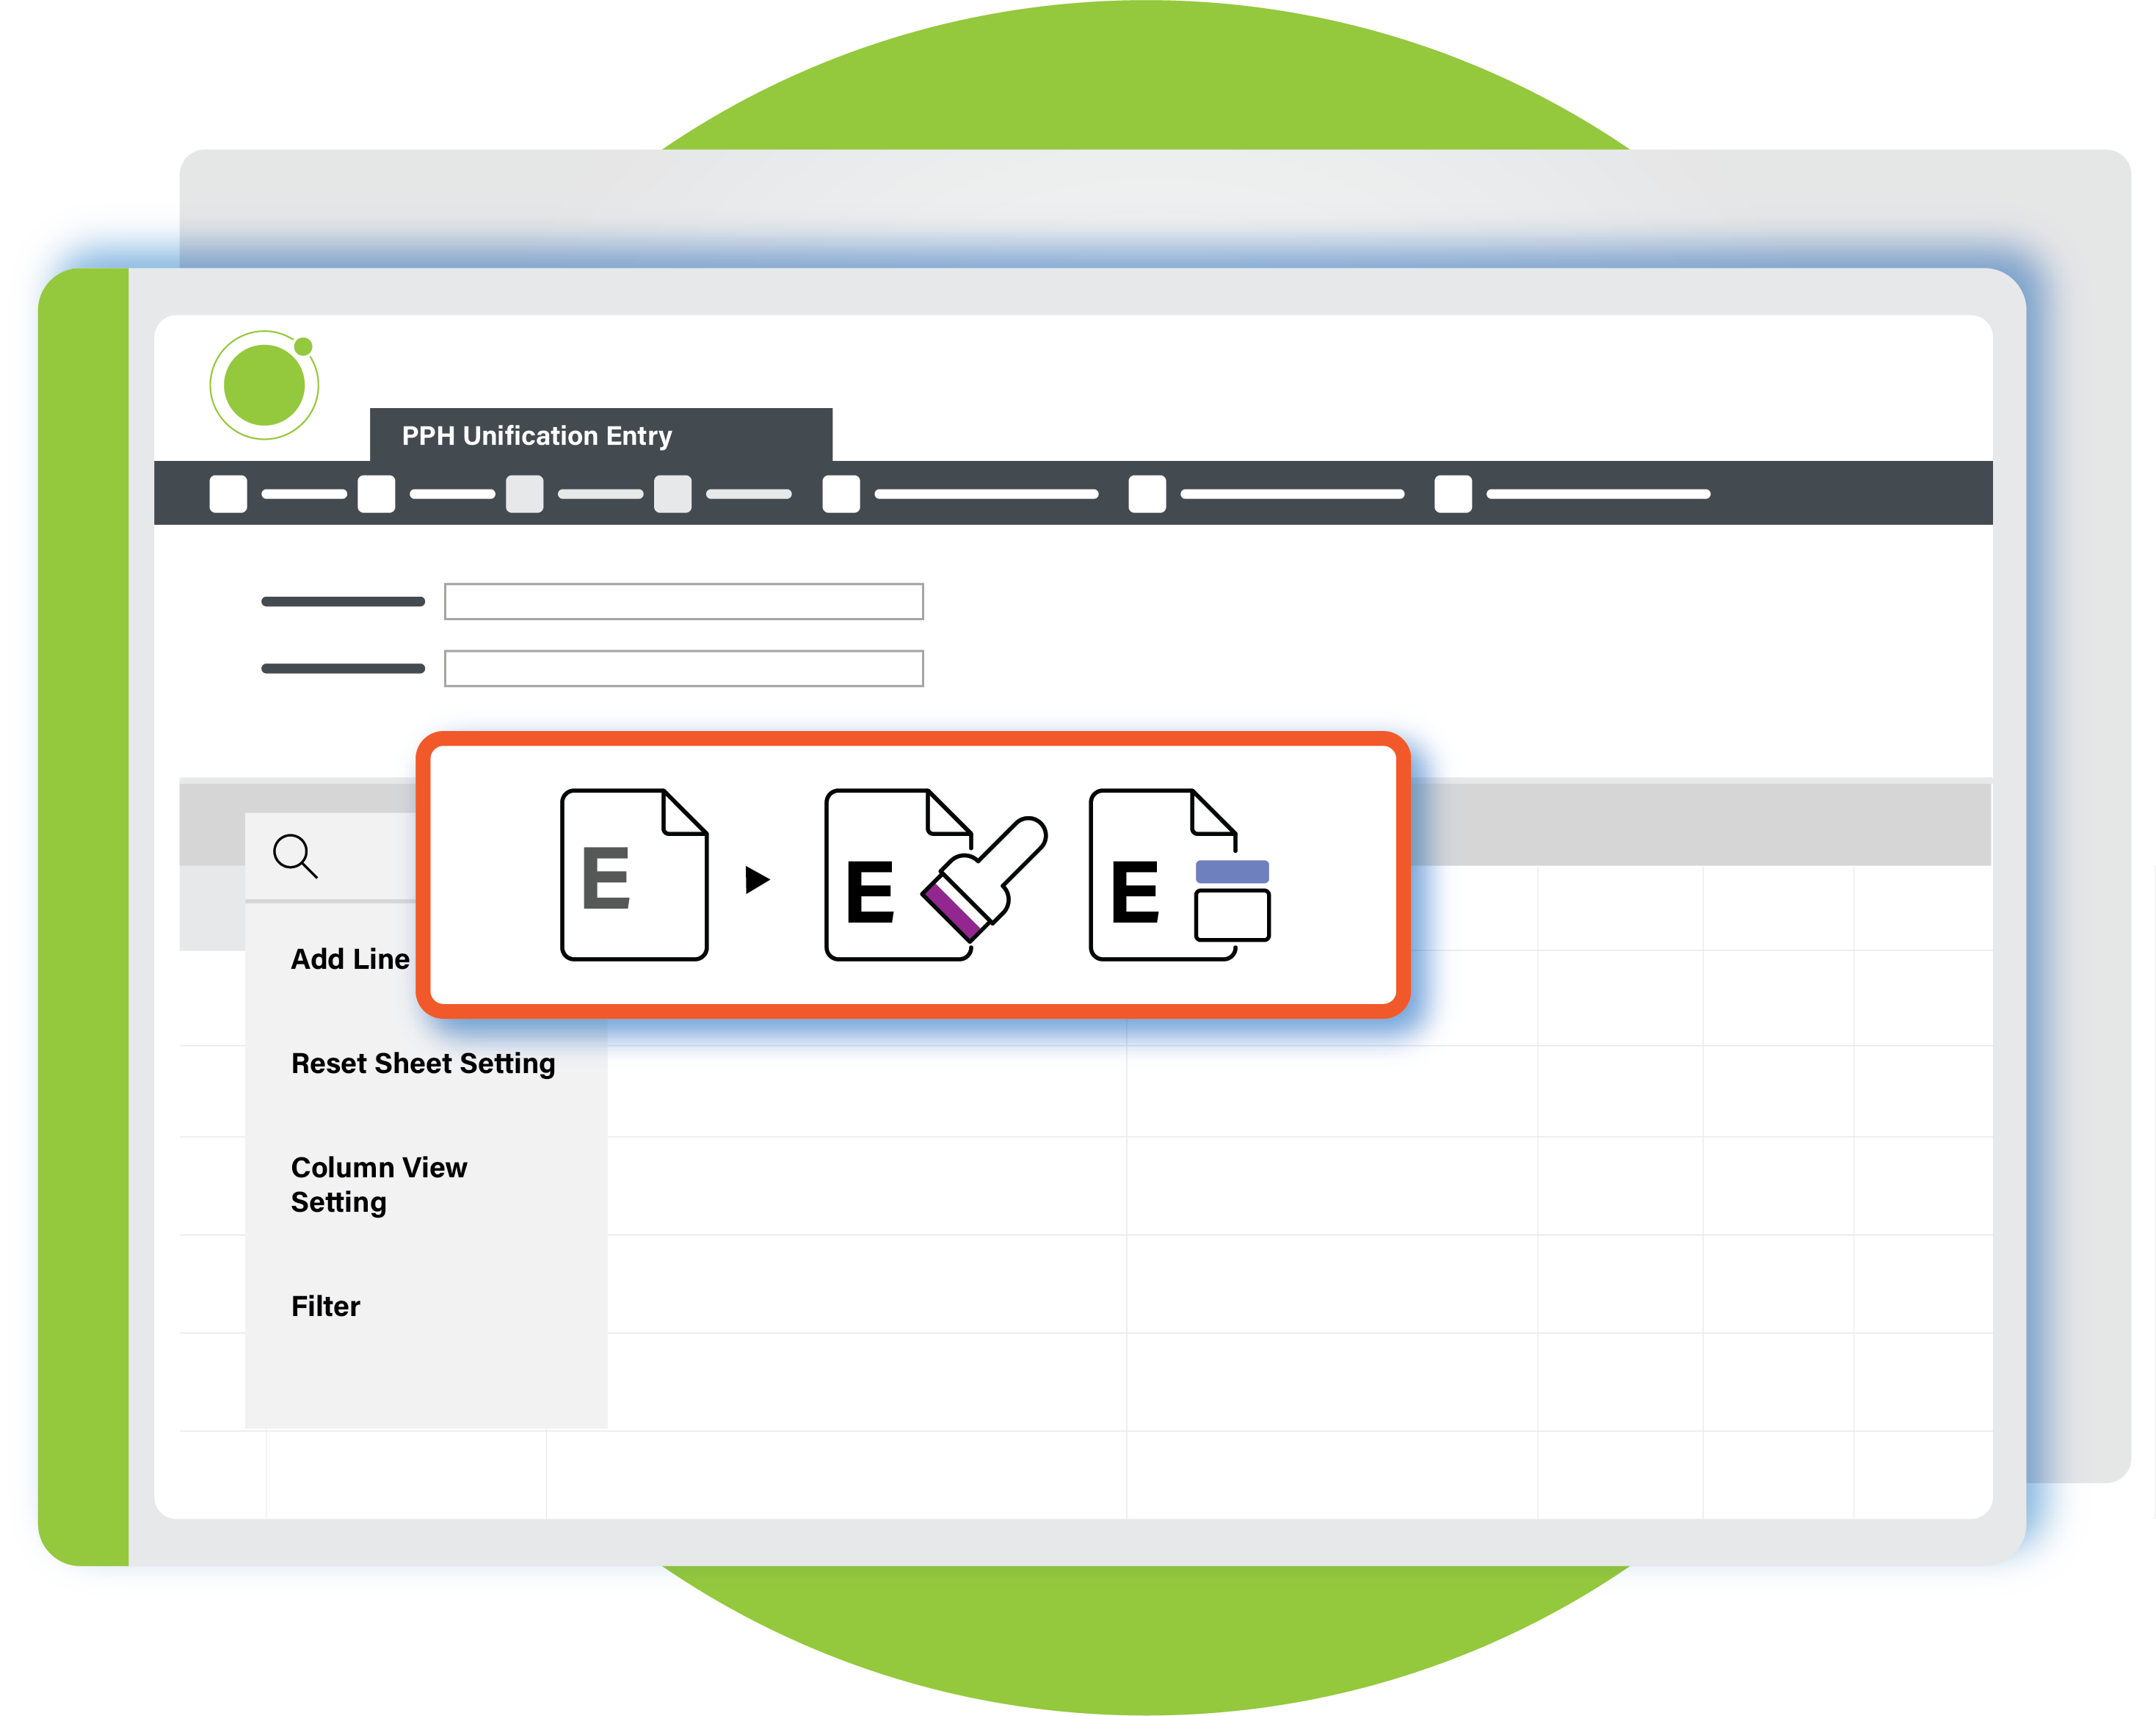 PPH Unification Entry
E
E
E
Add Line
Reset Sheet Setting
Column View
Setting
Filter